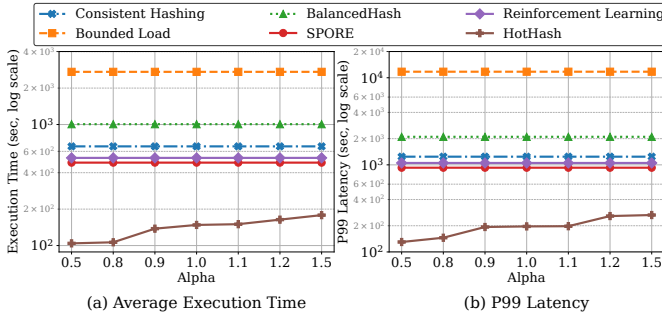 Consistent Hashing
BalancedHash
Reinforcement Learning
Bounded Load
SPORE
HotHash
Execution Time (sec, log scale)
4 × 10³
2 × 10³
10³
6 × 10²
4 × 10²
2 × 10²
10²
0.5 0.8 0.9 1.0 1.1 1.2 1.5
Alpha
(a) Average Execution Time
P99 Latency (sec, log scale)
2 × 10⁴
10⁴
6 × 10³
4 × 10³
2 × 10³
10³
6 × 10²
4 × 10²
2 × 10²
10²
0.5 0.8 0.9 1.0 1.1 1.2 1.5
Alpha
(b) P99 Latency